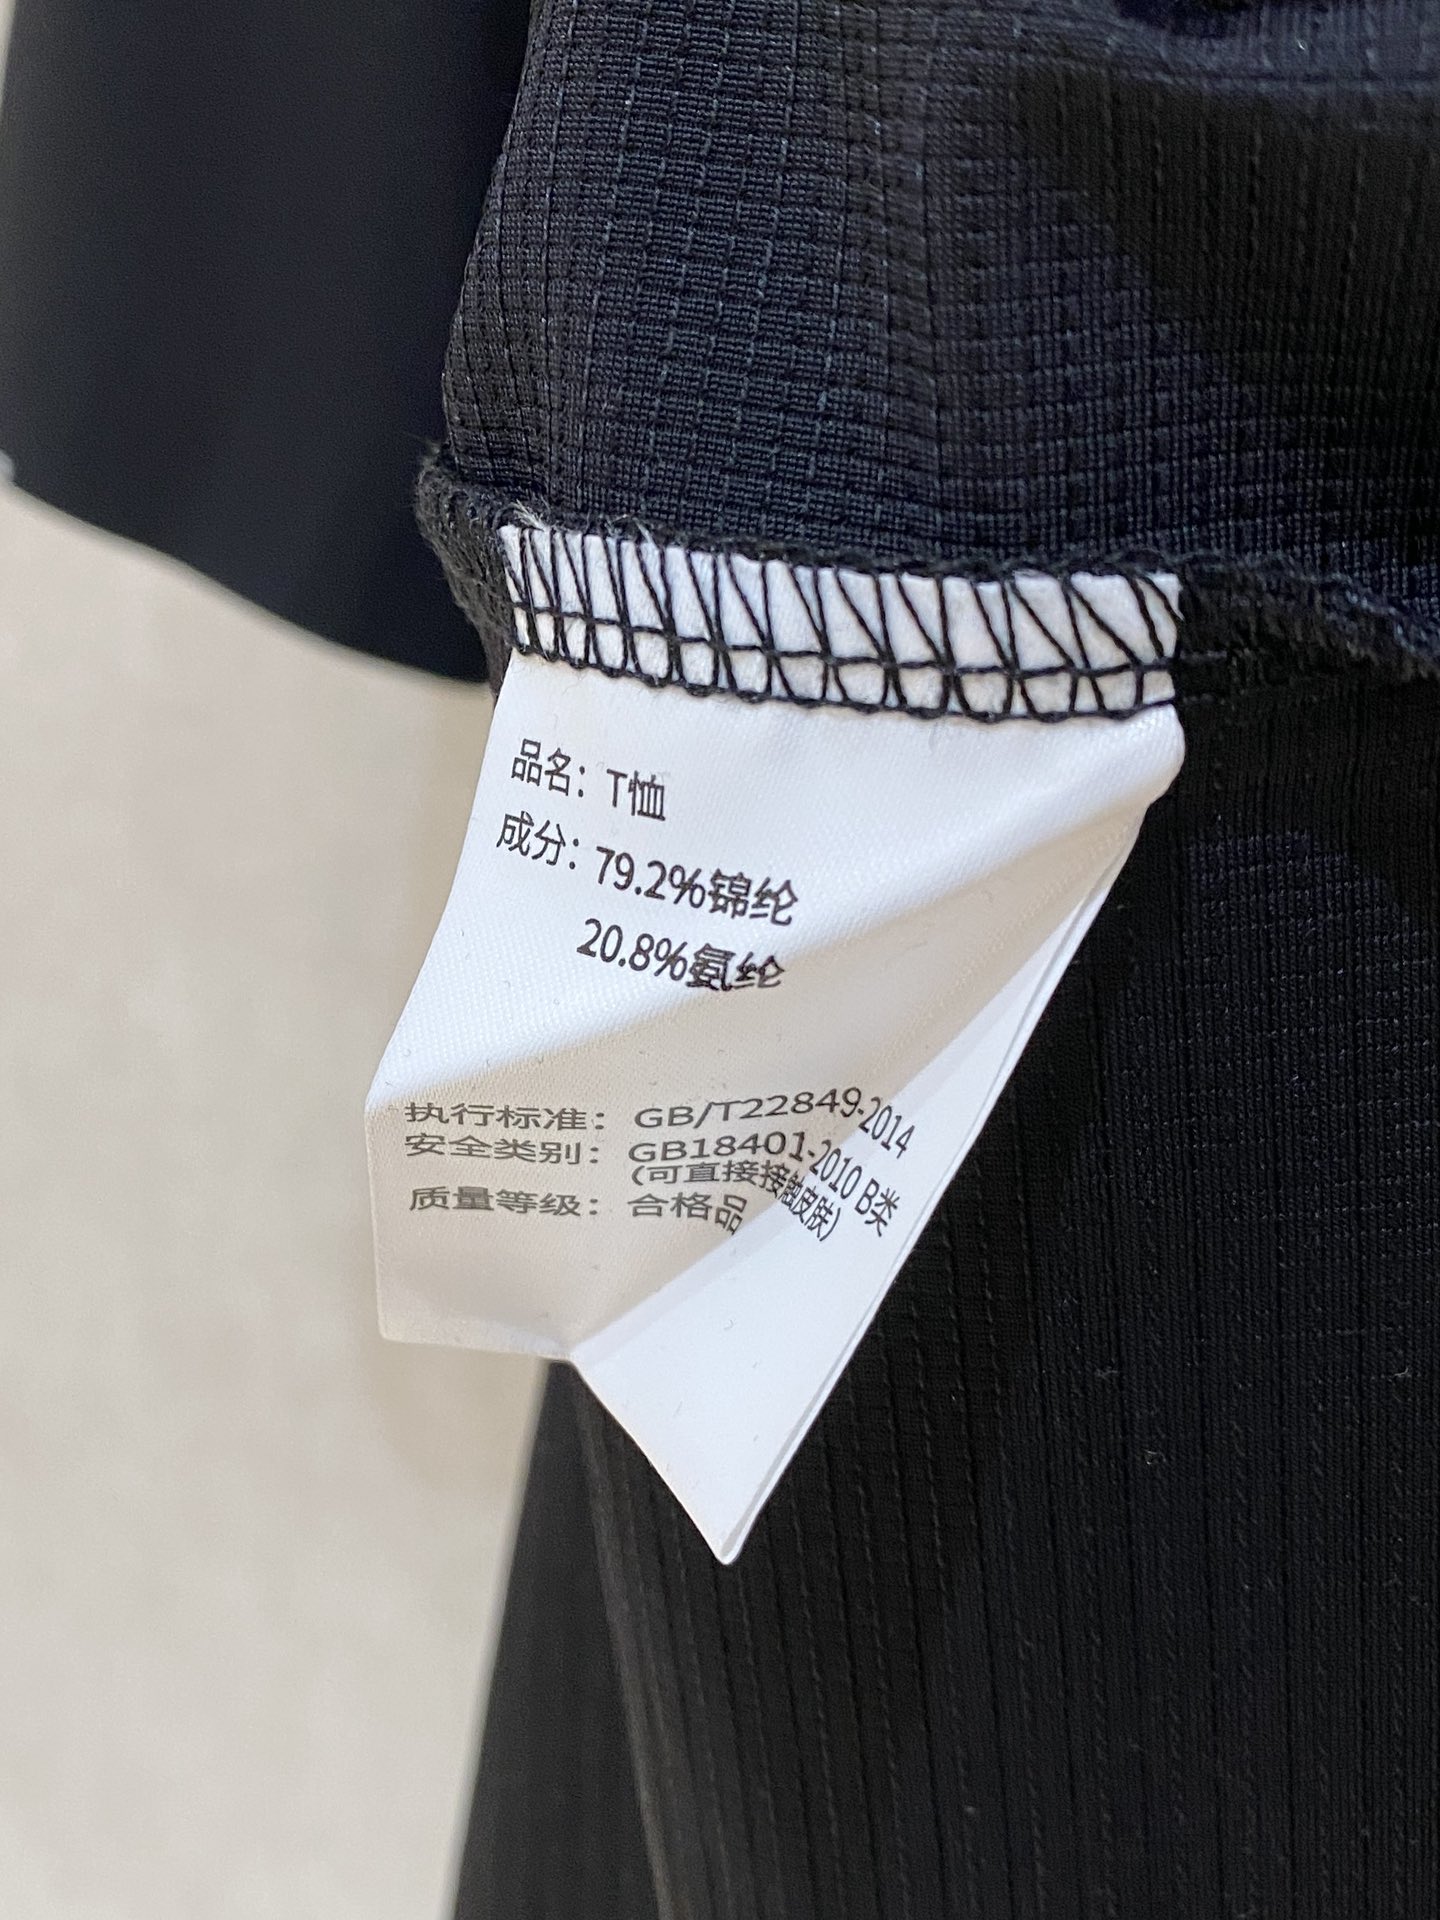 品名：T恤
成分：79.2%锦纶
20.8%氨纶
执行标准：GB/T22849-2014
安全类别：GB18401-2010 B类
(可直接接触皮肤)
质量等级：合格品